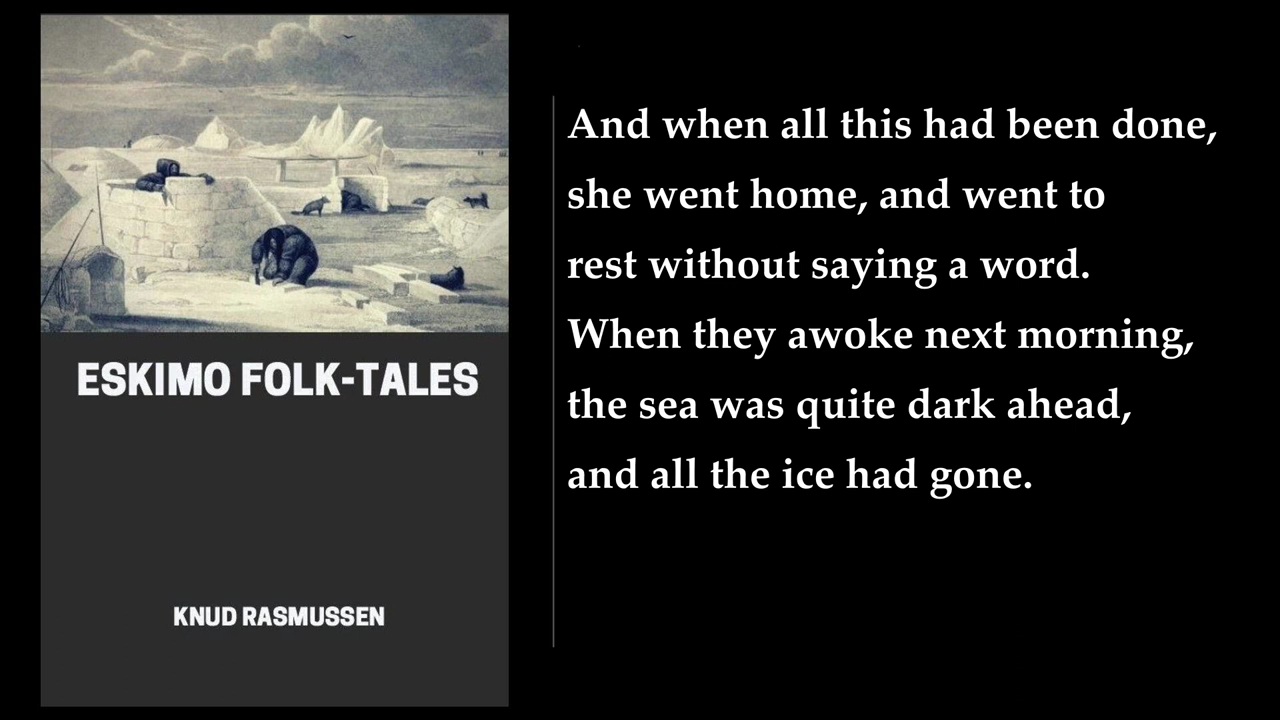 ESKIMO FOLK-TALES
KNUD RASMUSSEN
And when all this had been done,
she went home, and went to
rest without saying a word.
When they awoke next morning,
the sea was quite dark ahead,
and all the ice had gone.